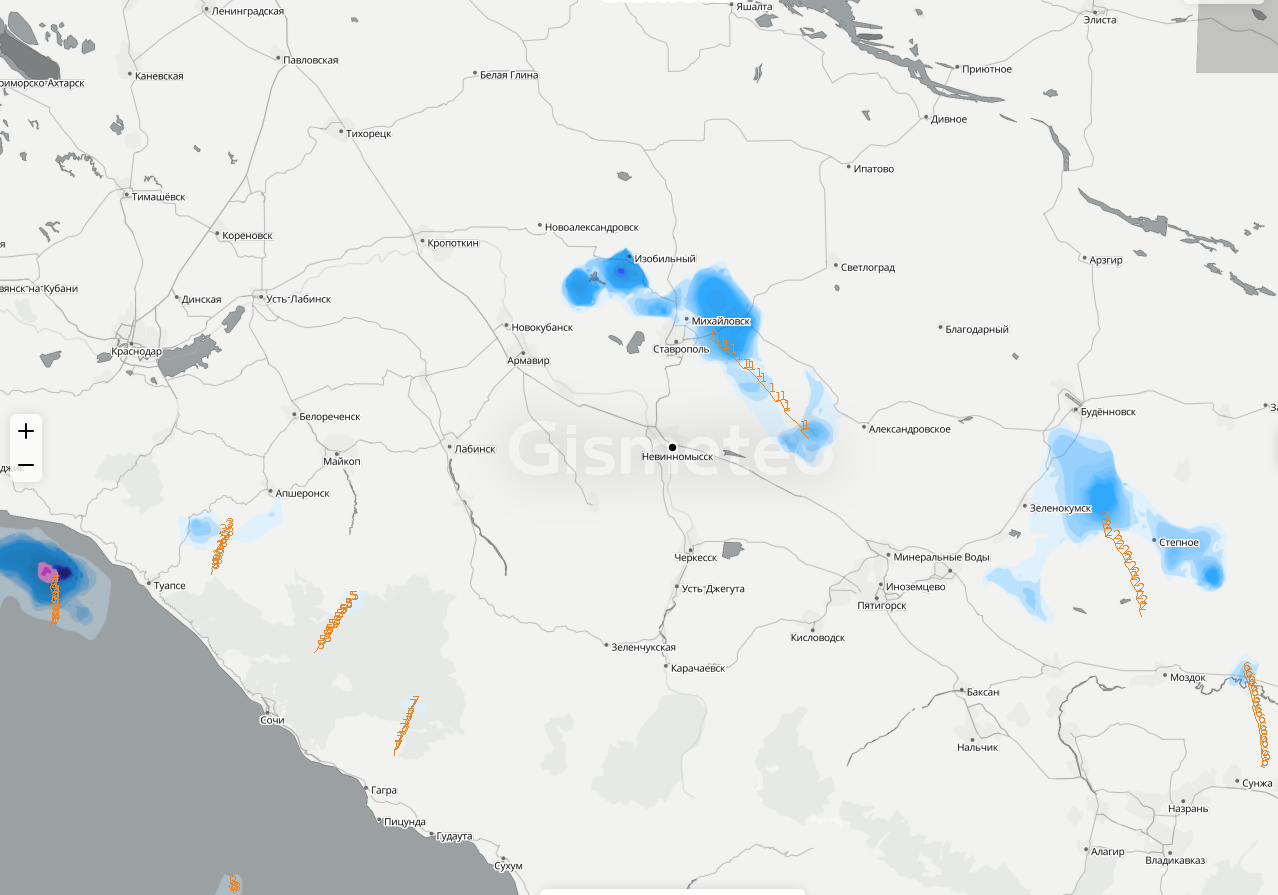 Ленинградская
Яшалта
Элиста
Павловская
Белая Глина
Приютное
Каневская
риморско-Ахтарск
Дивное
Тихорецк
Ипатово
Тимашёвск
Новоалександровск
Кореновск
Кропоткин
я
Изобильный
Арзгир
Светлоград
вянск-на-Кубани
Динская
Усть-Лабинск
Михайловск
Новокубанск
Благодарный
Ставрополь
Краснодар
Армавир
Будённовск
За
Белореченск
Александровское
+
Gismeteo
Лабинск
Невинномысск
Майкоп
−
джик
Апшеронск
Зеленокумск
Степное
Черкесск
Минеральные Воды
Туапсе
Усть-Джегута
Иноземцево
Пятигорск
Кисловодск
Зеленчукская
Карачаевск
Моздок
Баксан
Сочи
Нальчик
Сунжа
Гагра
Назрань
Пицунда
Гудаута
Алагир
Владикавказ
Сухум